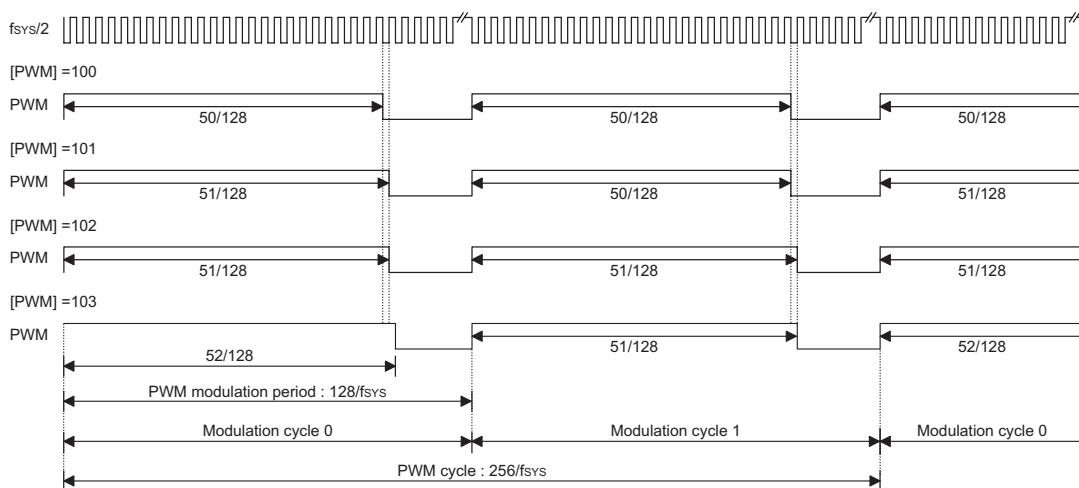 fSYS/2
[PWM] =100
PWM
50/128 50/128 50/128
[PWM] =101
PWM
51/128 50/128 51/128
[PWM] =102
PWM
51/128 51/128 51/128
[PWM] =103
PWM
52/128 51/128 52/128
PWM modulation period : 128/fSYS
Modulation cycle 0 Modulation cycle 1 Modulation cycle 0
PWM cycle : 256/fSYS